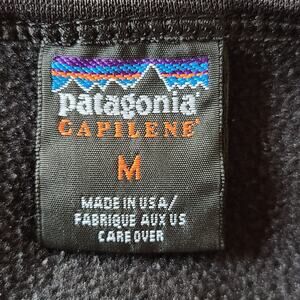 patagonia®
CAPILENE®
M
MADE IN USA/
FABRIQUE AUX US
CARE OVER